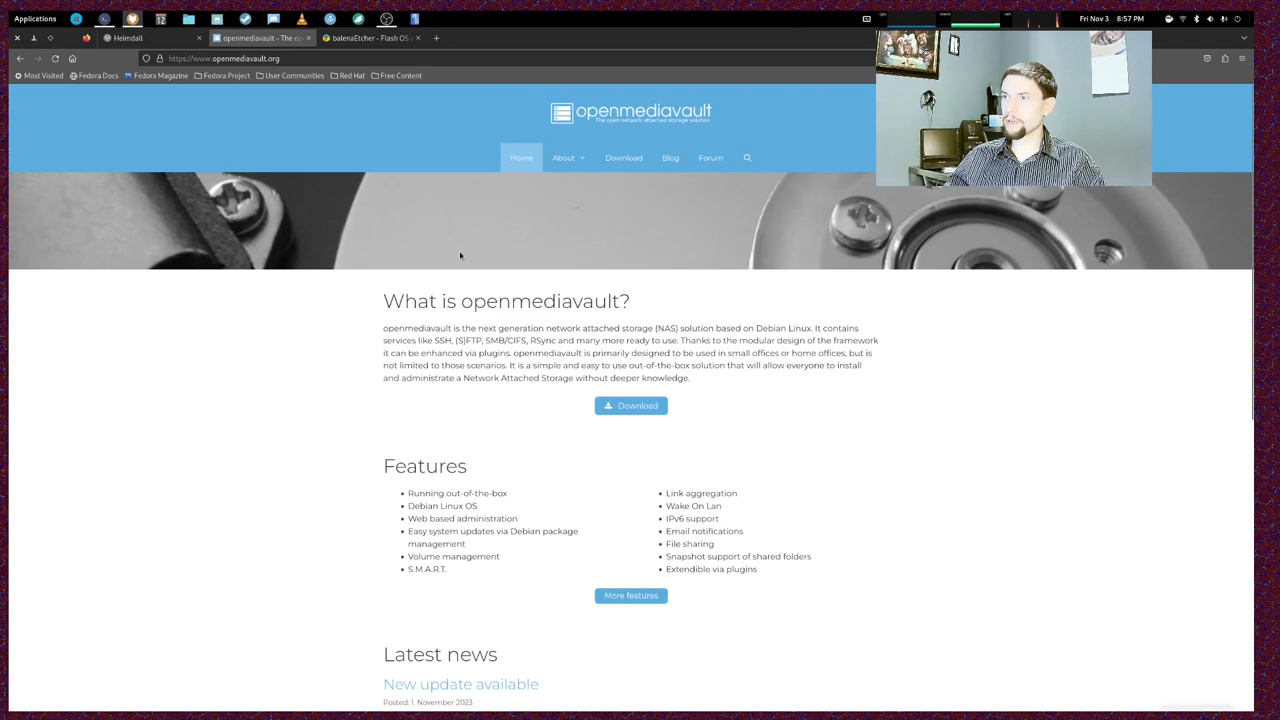 Applications
Fri Nov 3 8:57 PM
Heimdall
openmediavault - The op
balenaEtcher - Flash OS
https://www.openmediavault.org
Most Visited
Fedora Docs
Fedora Magazine
Fedora Project
User Communities
Red Hat
Free Content
openmediavault
The open network attached storage solution
Home
About
Download
Blog
Forum
What is openmediavault?
openmediavault is the next generation network attached storage (NAS) solution based on Debian Linux. It contains
services like SSH, (S)FTP, SMB/CIFS, RSync and many more ready to use. Thanks to the modular design of the framework
it can be enhanced via plugins. openmediavault is primarily designed to be used in small offices or home offices, but is
not limited to those scenarios. It is a simple and easy to use out-of-the-box solution that will allow everyone to install
and administrate a Network Attached Storage without deeper knowledge.
Download
Features
• Running out-of-the-box
• Debian Linux OS
• Web based administration
• Easy system updates via Debian package
management
• Volume management
• S.M.A.R.T.
• Link aggregation
• Wake On Lan
• IPv6 support
• Email notifications
• File sharing
• Snapshot support of shared folders
• Extendible via plugins
More features
Latest news
New update available
Posted: 1. November 2023